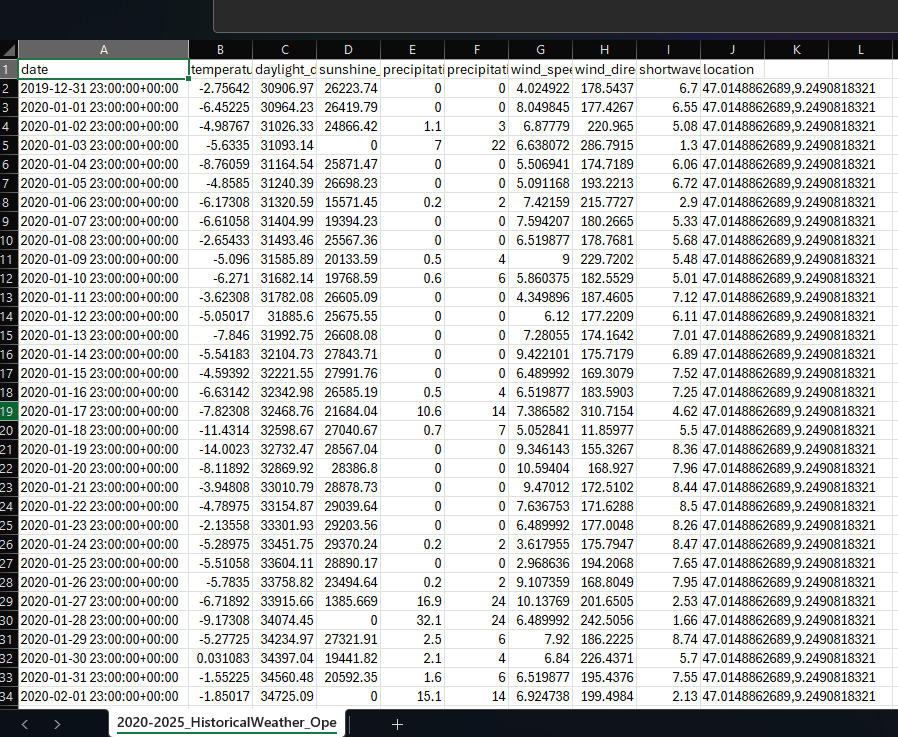 A B C D E F G H I J K L
1 date temperatu daylight_d sunshine_ precipitati precipitati wind_spee wind_dire shortwave location
2 2019-12-31 23:00:00+00:00 -2.75642 30906.97 26223.74 0 0 4.024922 178.5437 6.7 47.0148862689,9.2490818321
3 2020-01-01 23:00:00+00:00 -6.45225 30964.23 26419.79 0 0 8.049845 177.4267 6.55 47.0148862689,9.2490818321
4 2020-01-02 23:00:00+00:00 -4.98767 31026.33 24866.42 1.1 3 6.87779 220.965 5.08 47.0148862689,9.2490818321
5 2020-01-03 23:00:00+00:00 -5.6335 31093.14 0 7 22 6.638072 286.7915 1.3 47.0148862689,9.2490818321
6 2020-01-04 23:00:00+00:00 -8.76059 31164.54 25871.47 0 0 5.506941 174.7189 6.06 47.0148862689,9.2490818321
7 2020-01-05 23:00:00+00:00 -4.8585 31240.39 26698.23 0 0 5.091168 193.2213 6.72 47.0148862689,9.2490818321
8 2020-01-06 23:00:00+00:00 -6.17308 31320.59 15571.45 0.2 2 7.42159 215.7727 2.9 47.0148862689,9.2490818321
9 2020-01-07 23:00:00+00:00 -6.61058 31404.99 19394.23 0 0 7.594207 180.2665 5.33 47.0148862689,9.2490818321
10 2020-01-08 23:00:00+00:00 -2.65433 31493.46 25567.36 0 0 6.519877 178.7681 5.68 47.0148862689,9.2490818321
11 2020-01-09 23:00:00+00:00 -5.096 31585.89 20133.59 0.5 4 9 229.7202 5.48 47.0148862689,9.2490818321
12 2020-01-10 23:00:00+00:00 -6.271 31682.14 19768.59 0.6 6 5.860375 182.5529 5.01 47.0148862689,9.2490818321
13 2020-01-11 23:00:00+00:00 -3.62308 31782.08 26605.09 0 0 4.349896 187.4605 7.12 47.0148862689,9.2490818321
14 2020-01-12 23:00:00+00:00 -5.05017 31885.6 25675.55 0 0 6.12 177.2209 6.11 47.0148862689,9.2490818321
15 2020-01-13 23:00:00+00:00 -7.846 31992.75 26608.08 0 0 7.28055 174.1642 7.01 47.0148862689,9.2490818321
16 2020-01-14 23:00:00+00:00 -5.54183 32104.73 27843.71 0 0 9.422101 175.7179 6.89 47.0148862689,9.2490818321
17 2020-01-15 23:00:00+00:00 -4.59392 32221.55 27991.76 0 0 6.489992 169.3079 7.52 47.0148862689,9.2490818321
18 2020-01-16 23:00:00+00:00 -6.63142 32342.98 26585.19 0.5 4 6.519877 183.5903 7.25 47.0148862689,9.2490818321
19 2020-01-17 23:00:00+00:00 -7.82308 32468.76 21684.04 10.6 14 7.386582 310.7154 4.62 47.0148862689,9.2490818321
20 2020-01-18 23:00:00+00:00 -11.4314 32598.67 27040.67 0.7 7 5.052841 11.85977 5.5 47.0148862689,9.2490818321
21 2020-01-19 23:00:00+00:00 -14.0023 32732.47 28567.04 0 0 9.346143 155.3267 8.36 47.0148862689,9.2490818321
22 2020-01-20 23:00:00+00:00 -8.11892 32869.92 28386.8 0 0 10.59404 168.927 7.96 47.0148862689,9.2490818321
23 2020-01-21 23:00:00+00:00 -3.94808 33010.79 28878.73 0 0 9.47012 172.5102 8.44 47.0148862689,9.2490818321
24 2020-01-22 23:00:00+00:00 -4.78975 33154.87 29039.64 0 0 7.636753 171.6288 8.5 47.0148862689,9.2490818321
25 2020-01-23 23:00:00+00:00 -2.13558 33301.93 29203.56 0 0 6.489992 177.0048 8.26 47.0148862689,9.2490818321
26 2020-01-24 23:00:00+00:00 -5.28975 33451.75 29370.24 0.2 2 3.617955 175.7947 8.47 47.0148862689,9.2490818321
27 2020-01-25 23:00:00+00:00 -5.51058 33604.11 28890.17 0 0 2.968636 194.2068 7.65 47.0148862689,9.2490818321
28 2020-01-26 23:00:00+00:00 -5.7835 33758.82 23494.64 0.2 2 9.107359 168.8049 7.95 47.0148862689,9.2490818321
29 2020-01-27 23:00:00+00:00 -6.71892 33915.66 1385.669 16.9 24 10.13769 201.6505 2.53 47.0148862689,9.2490818321
30 2020-01-28 23:00:00+00:00 -9.17308 34074.45 0 32.1 24 6.489992 242.5056 1.66 47.0148862689,9.2490818321
31 2020-01-29 23:00:00+00:00 -5.27725 34234.97 27321.91 2.5 6 7.92 186.2225 8.74 47.0148862689,9.2490818321
32 2020-01-30 23:00:00+00:00 0.031083 34397.04 19441.82 2.1 4 6.84 226.4371 5.7 47.0148862689,9.2490818321
33 2020-01-31 23:00:00+00:00 -1.55225 34560.48 20592.35 1.6 6 6.519877 195.4376 7.55 47.0148862689,9.2490818321
34 2020-02-01 23:00:00+00:00 -1.85017 34725.09 0 15.1 14 6.924738 199.4984 2.13 47.0148862689,9.2490818321
2020-2025_HistoricalWeather_Ope